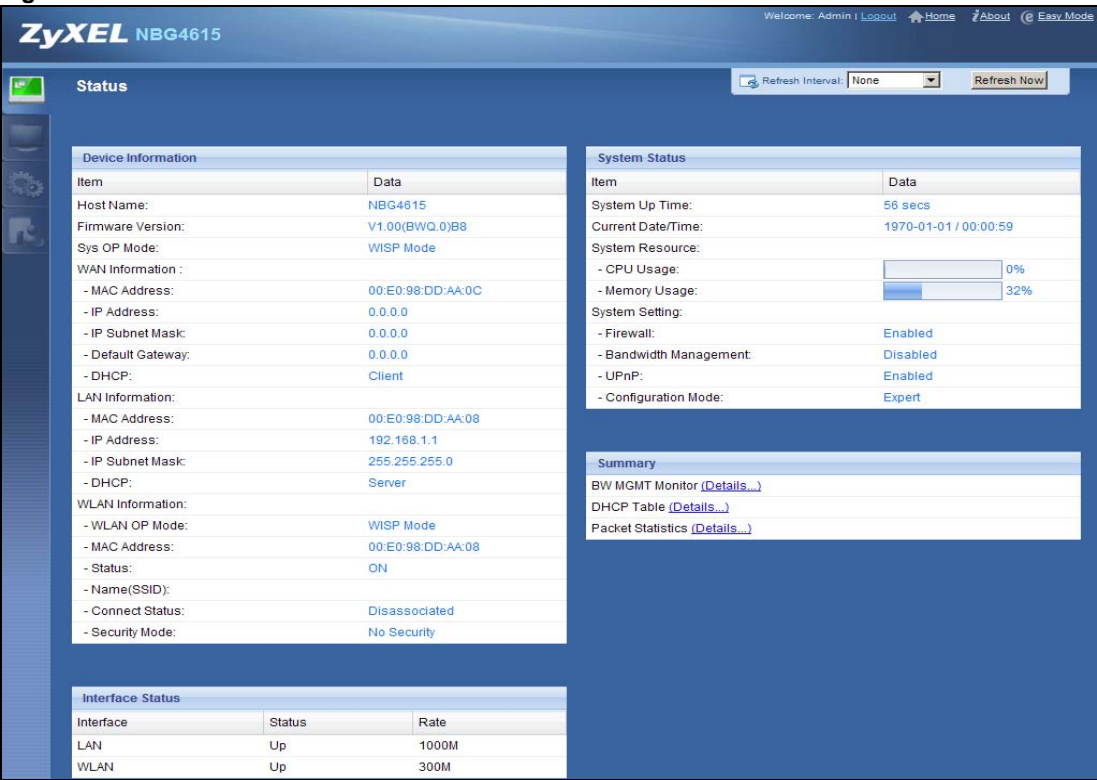 ZyXEL NBG4615
Welcome: Admin | Logout Home About Easy Mode
Status
Refresh Interval: None Refresh Now
Device Information
Item Data
Host Name: NBG4615
Firmware Version: V1.00(BWQ.0)B8
Sys OP Mode: WISP Mode
WAN Information :
- MAC Address: 00:E0:98:DD:AA:0C
- IP Address: 0.0.0.0
- IP Subnet Mask: 0.0.0.0
- Default Gateway: 0.0.0.0
- DHCP: Client
LAN Information:
- MAC Address: 00:E0:98:DD:AA:08
- IP Address: 192.168.1.1
- IP Subnet Mask: 255.255.255.0
- DHCP: Server
WLAN Information:
- WLAN OP Mode: WISP Mode
- MAC Address: 00:E0:98:DD:AA:08
- Status: ON
- Name(SSID):
- Connect Status: Disassociated
- Security Mode: No Security
Interface Status
Interface Status Rate
LAN Up 1000M
WLAN Up 300M
System Status
Item Data
System Up Time: 56 secs
Current Date/Time: 1970-01-01 / 00:00:59
System Resource:
- CPU Usage: 0%
- Memory Usage: 32%
System Setting:
- Firewall: Enabled
- Bandwidth Management: Disabled
- UPnP: Enabled
- Configuration Mode: Expert
Summary
BW MGMT Monitor (Details...)
DHCP Table (Details...)
Packet Statistics (Details...)